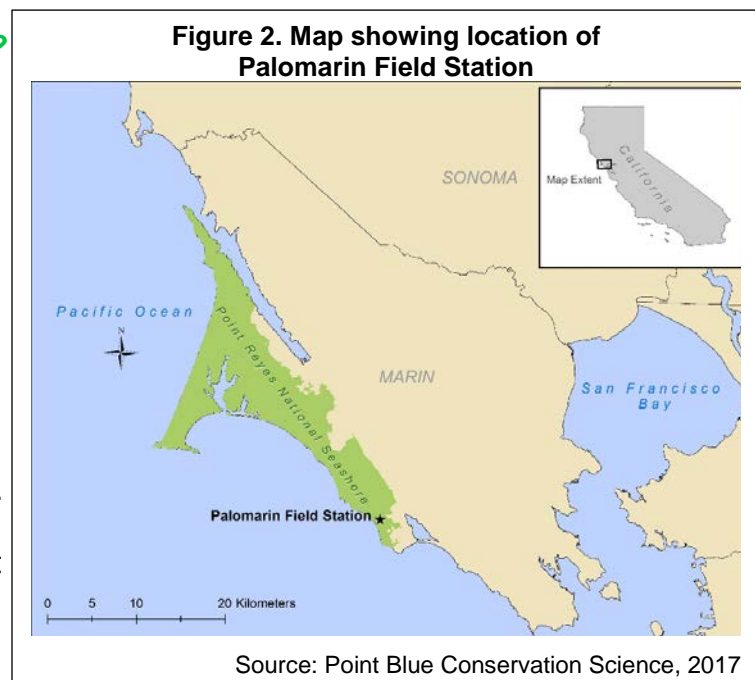 Figure 2. Map showing location of
Palomarin Field Station
SONOMA
Map Extent
California
Pacific Ocean
N
Point Reyes National Seashore
MARIN
San Francisco
Bay
Palomarin Field Station
0 5 10 20 Kilometers
Source: Point Blue Conservation Science, 2017